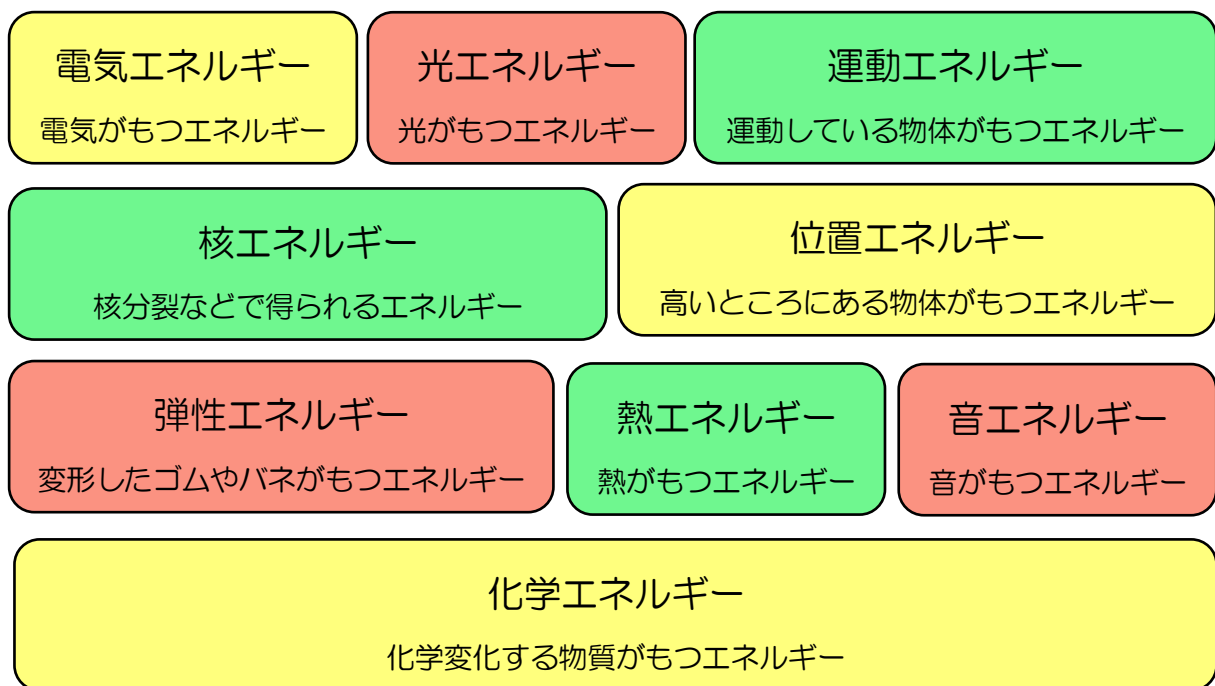 電気エネルギー
電気がもつエネルギー
光エネルギー
光がもつエネルギー
運動エネルギー
運動している物体がもつエネルギー
核エネルギー
核分裂などで得られるエネルギー
位置エネルギー
高いところにある物体がもつエネルギー
弾性エネルギー
変形したゴムやバネがもつエネルギー
熱エネルギー
熱がもつエネルギー
音エネルギー
音がもつエネルギー
化学エネルギー
化学変化する物質がもつエネルギー